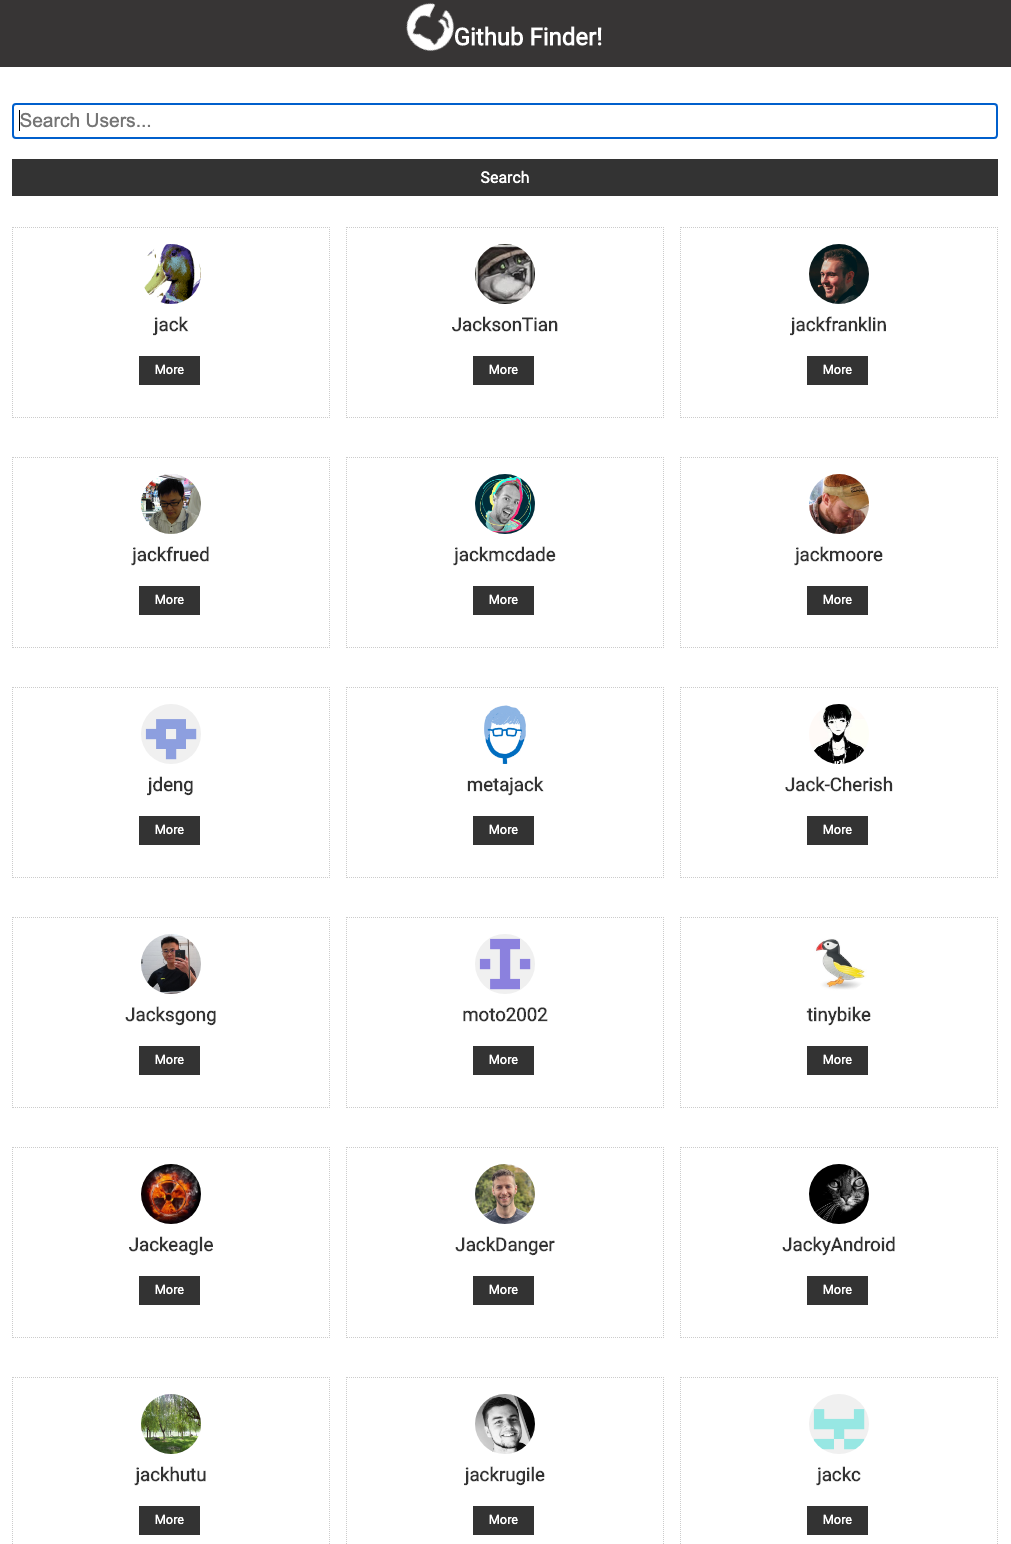 Github Finder!
Search Users...
Search
jack
JacksonTian
jackfranklin
More
More
More
jackfrued
jackmcdade
jackmoore
More
More
More
jdeng
metajack
Jack-Cherish
More
More
More
Jacksgong
moto2002
tinybike
More
More
More
Jackeagle
JackDanger
JackyAndroid
More
More
More
jackhutu
jackrugile
jackc
More
More
More